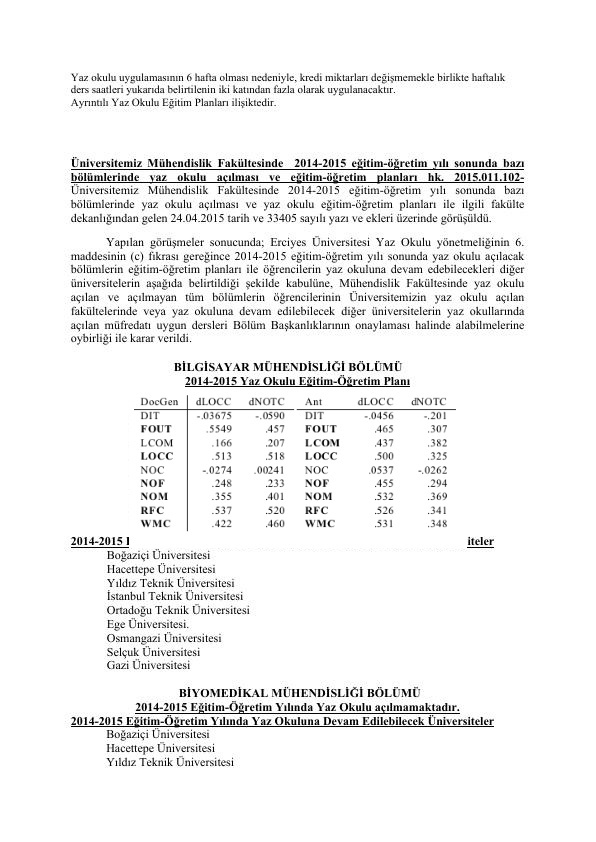 Yaz okulu uygulamasının 6 hafta olması nedeniyle, kredi miktarları değişmemekle birlikte haftalık
ders saatleri yukarıda belirtilenin iki katından fazla olarak uygulanacaktır.
Ayrıntılı Yaz Okulu Eğitim Planları ilişiktedir.
Üniversitemiz Mühendislik Fakültesinde 2014-2015 eğitim-öğretim yılı sonunda bazı
bölümlerinde yaz okulu açılması ve eğitim-öğretim planları hk. 2015.011.102-
Üniversitemiz Mühendislik Fakültesinde 2014-2015 eğitim-öğretim yılı sonunda bazı
bölümlerinde yaz okulu açılması ve yaz okulu eğitim-öğretim planları ile ilgili fakülte
dekanlığından gelen 24.04.2015 tarih ve 33405 sayılı yazı ve ekleri üzerinde görüşüldü.
Yapılan görüşmeler sonucunda; Erciyes Üniversitesi Yaz Okulu yönetmeliğinin 6.
maddesinin (c) fıkrası gereğince 2014-2015 eğitim-öğretim yılı sonunda yaz okulu açılacak
bölümlerin eğitim-öğretim planları ile öğrencilerin yaz okuluna devam edebilecekleri diğer
üniversitelerin aşağıda belirtildiği şekilde kabulüne, Mühendislik Fakültesinde yaz okulu
açılan ve açılmayan tüm bölümlerin öğrencilerinin Üniversitemizin yaz okulu açılan
fakültelerinde veya yaz okuluna devam edilebilecek diğer üniversitelerin yaz okullarında
açılan müfredatı uygun dersleri Bölüm Başkanlıklarının onaylaması halinde alabilmelerine
oybirliği ile karar verildi.
BİLGİSAYAR MÜHENDİSLİĞİ BÖLÜMÜ
2014-2015 Yaz Okulu Eğitim-Öğretim Planı
DocGen dLOCC dNOTC Ant dLOCC dNOTC
DIT -.03675 -.0590 DIT -.0456 -.201
FOUT .5549 .457 FOUT .465 .307
LCOM .166 .207 LCOM .437 .382
LOCC .513 .518 LOCC .500 .325
NOC -.0274 .00241 NOC .0537 -.0262
NOF .248 .233 NOF .455 .294
NOM .355 .401 NOM .532 .369
RFC .537 .520 RFC .526 .341
WMC .422 .460 WMC .531 .348
2014-2015 iteler
Boğaziçi Üniversitesi
Hacettepe Üniversitesi
Yıldız Teknik Üniversitesi
İstanbul Teknik Üniversitesi
Ortadoğu Teknik Üniversitesi
Ege Üniversitesi.
Osmangazi Üniversitesi
Selçuk Üniversitesi
Gazi Üniversitesi
BİYOMEDİKAL MÜHENDİSLİĞİ BÖLÜMÜ
2014-2015 Eğitim-Öğretim Yılında Yaz Okulu açılmamaktadır.
2014-2015 Eğitim-Öğretim Yılında Yaz Okuluna Devam Edilebilecek Üniversiteler
Boğaziçi Üniversitesi
Hacettepe Üniversitesi
Yıldız Teknik Üniversitesi